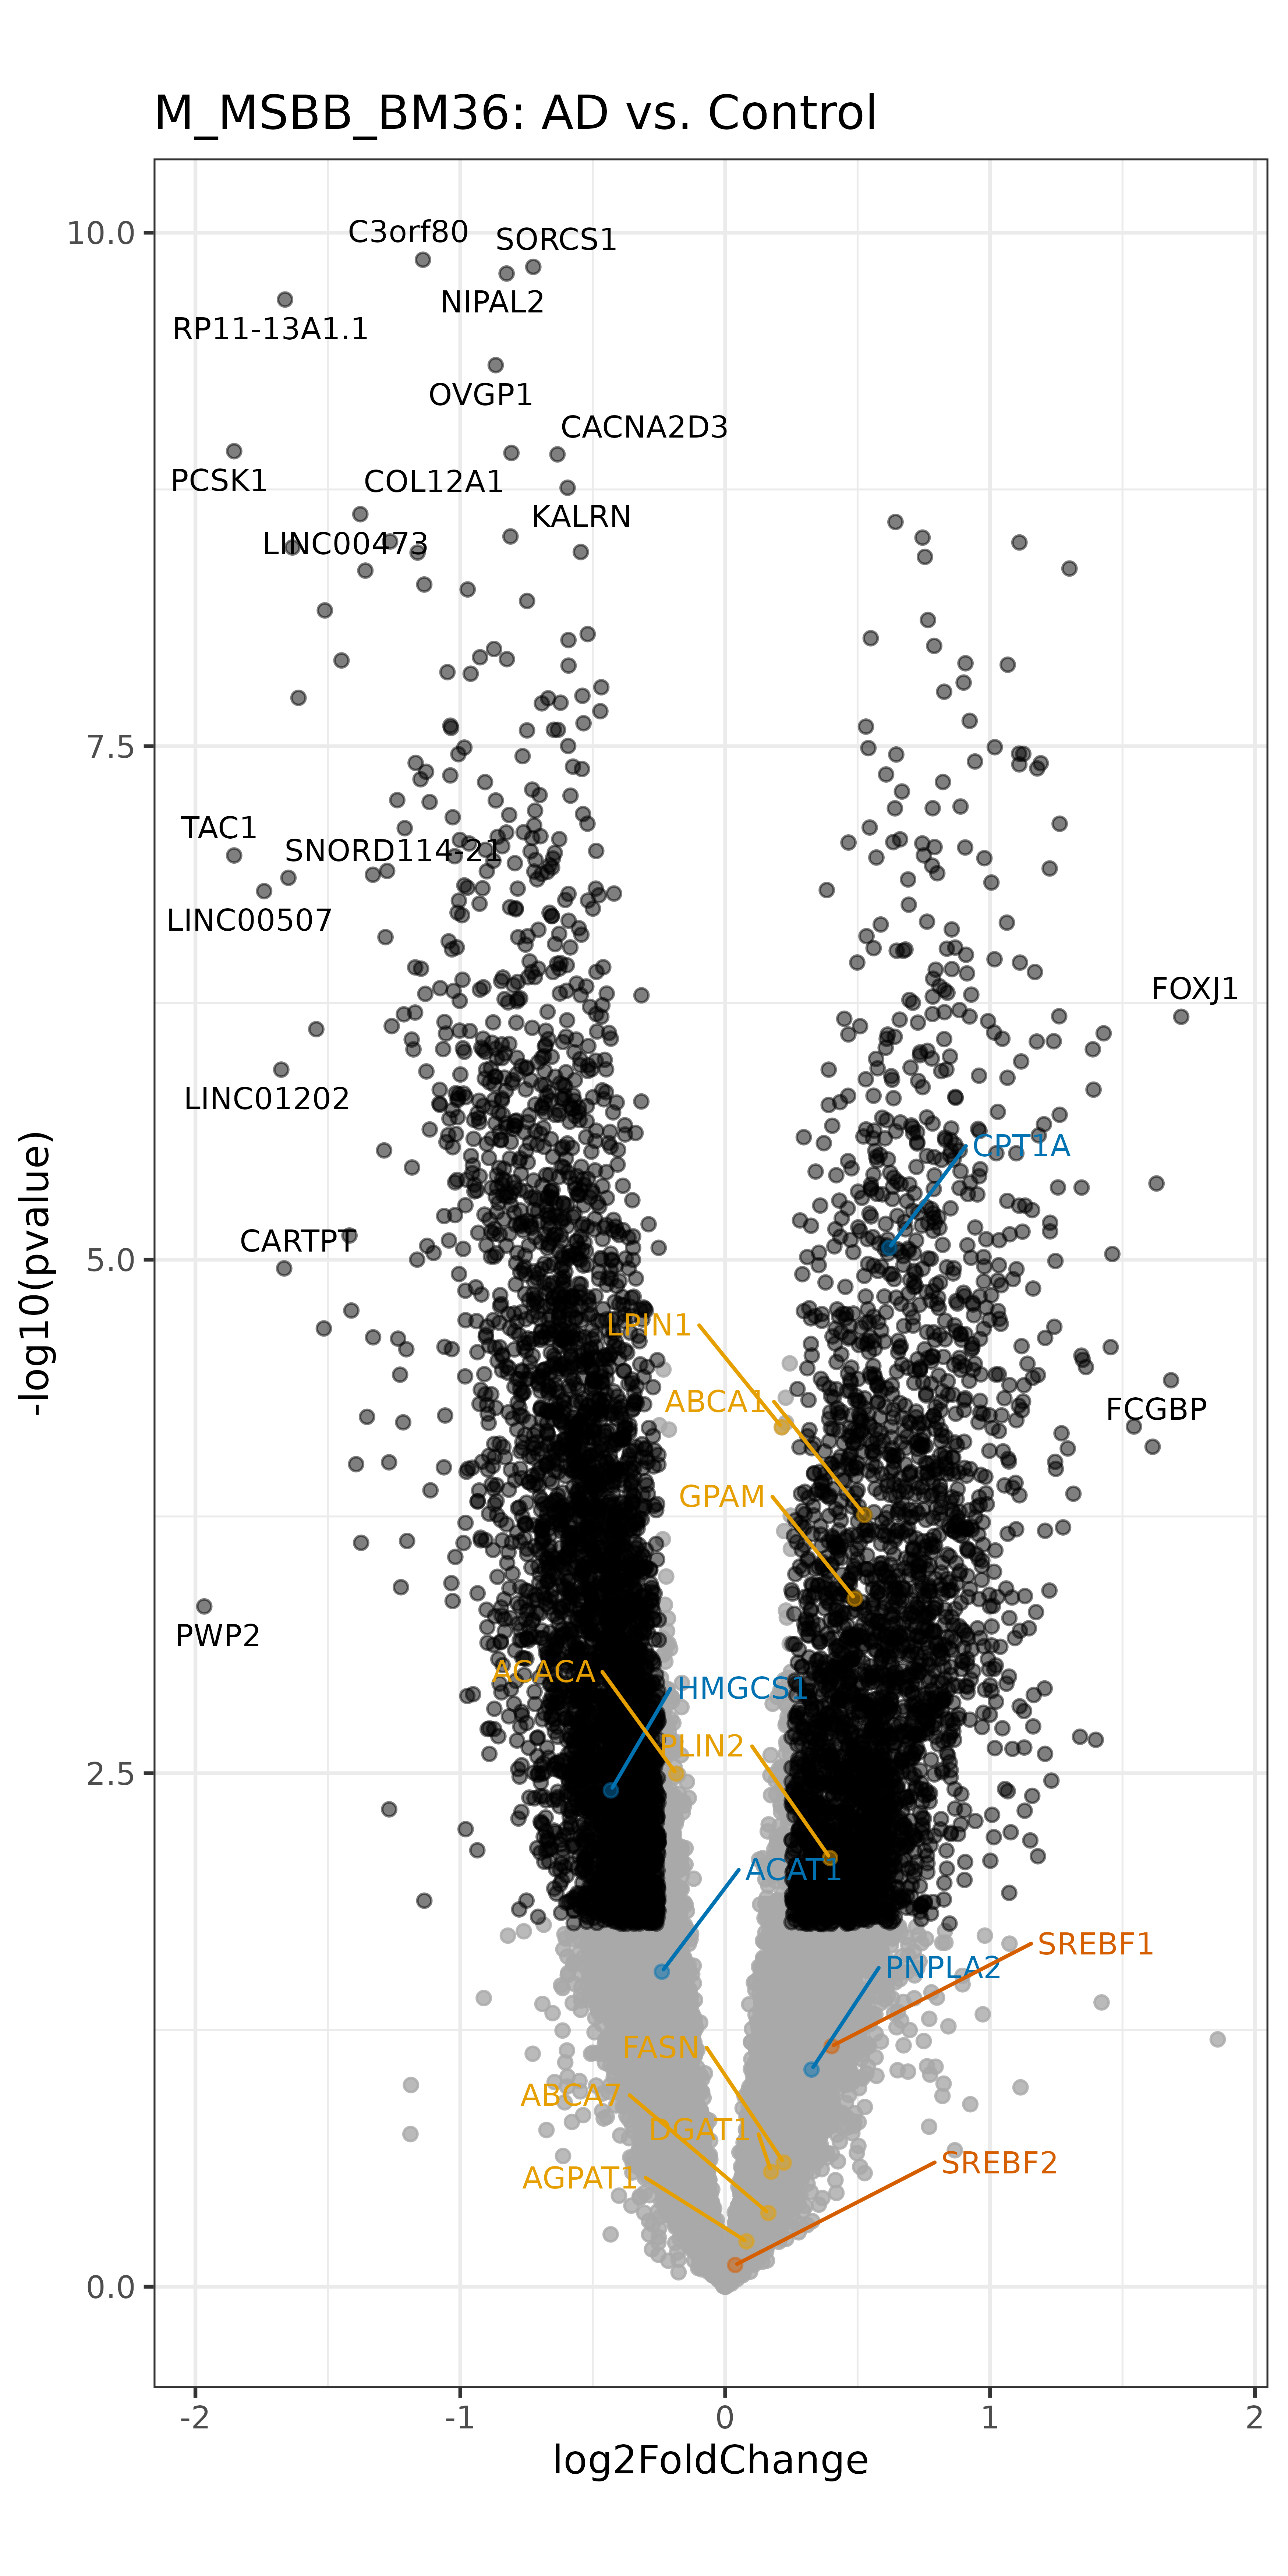 M_MSBB_BM36: AD vs. Control
10.0
C3orf80
SORCS1
NIPAL2
RP11-13A1.1
OVGP1
CACNA2D3
PCSK1
COL12A1
KALRN
LINC00473
7.5
TAC1
SNORD114-21
LINC00507
FOXJ1
LINC01202
CPT1A
CARTPT
5.0
-log10(pvalue)
LPIN1
ABCA1
FCGBP
GPAM
PWP2
ACACA
HMGCS1
PLIN2
2.5
ACAT1
SREBF1
PNPLA2
FASN
ABCA7
DGAT1
SREBF2
AGPAT1
0.0
-2
-1
0
1
2
log2FoldChange